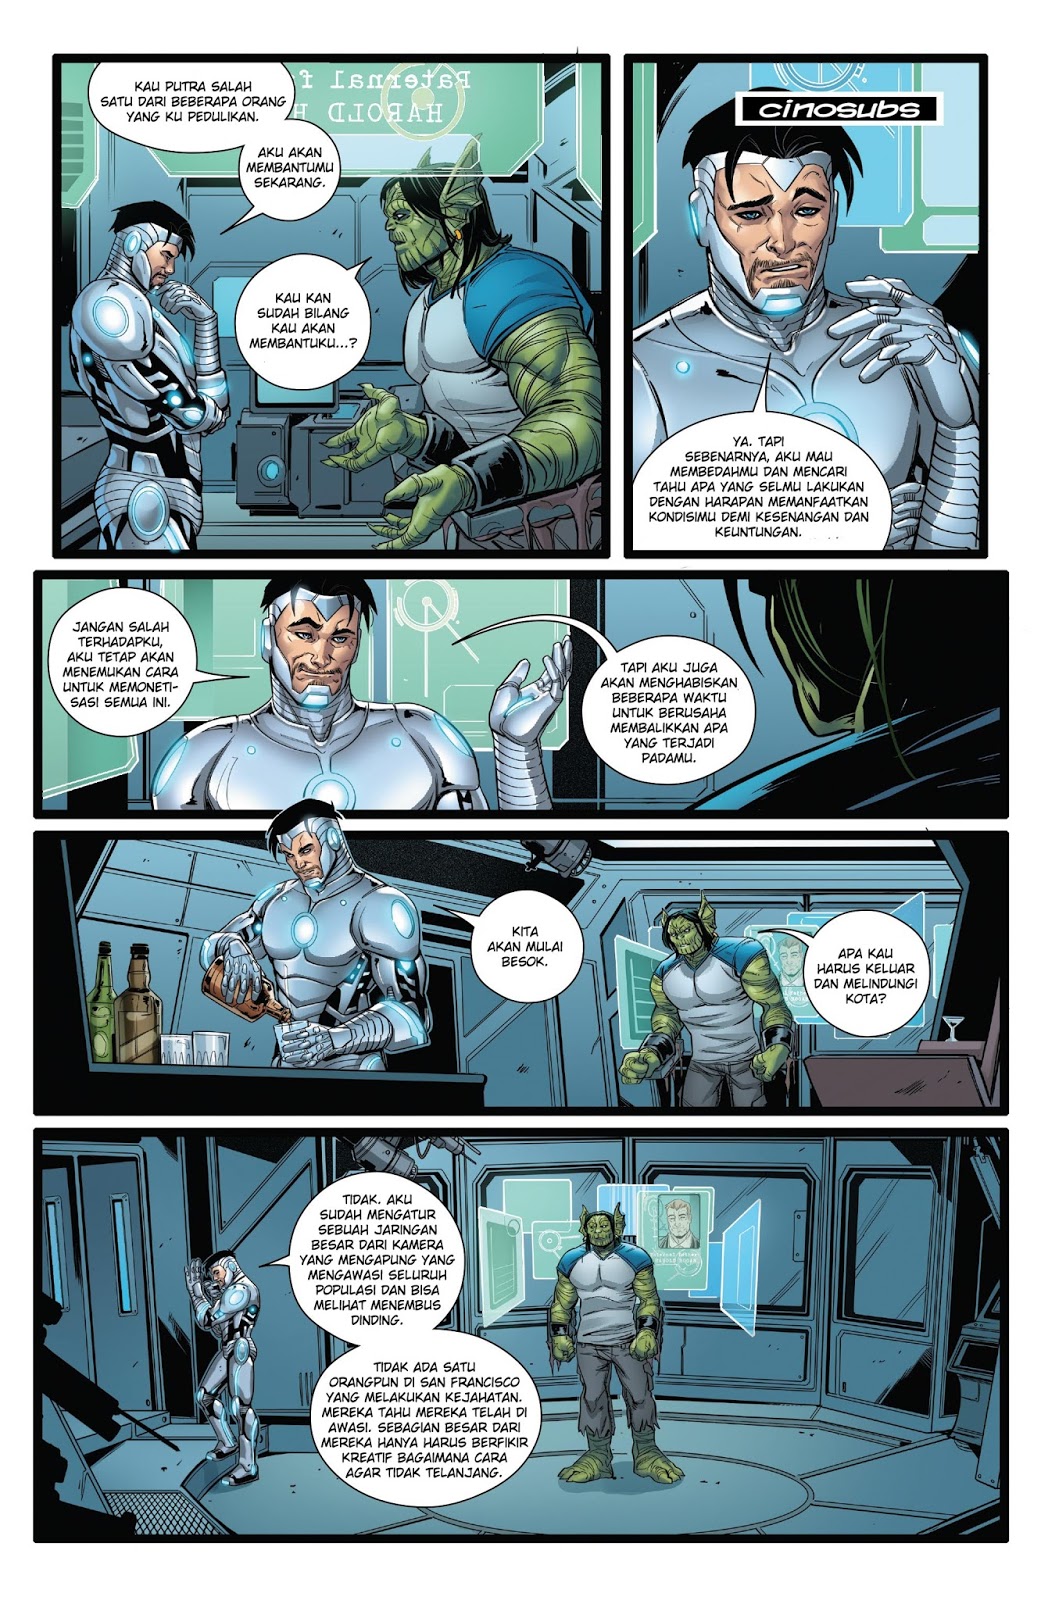 KAU PUTRA SALAH
SATU DARI BEBERAPA ORANG
YANG KU PEDULIKAN.
AKU AKAN
MEMBANTUMU
SEKARANG.
Paternal f
HAROLD H
KAU KAN
SUDAH BILANG
KAU AKAN
MEMBANTUKU...?
cinosubs
YA. TAPI
SEBENARNYA, AKU MAU
MEMBEDAHMU DAN MENCARI
TAHU APA YANG SELMU LAKUKAN
DENGAN HARAPAN MEMANFAATKAN
KONDISIMU DEMI KESENANGAN DAN
KEUNTUNGAN.
JANGAN SALAH
TERHADAPKU,
AKU TETAP AKAN
MENEMUKAN CARA
UNTUK MEMONETI-
SASI SEMUA INI.
TAPI AKU JUGA
AKAN MENGHABISKAN
BEBERAPA WAKTU
UNTUK BERUSAHA
MEMBALIKKAN APA
YANG TERJADI
PADAMU.
KITA
AKAN MULAI
BESOK.
APA KAU
HARUS KELUAR
DAN MELINDUNGI
KOTA?
TIDAK. AKU
SUDAH MENGATUR
SEBUAH JARINGAN
BESAR DARI KAMERA
YANG MENGAPUNG YANG
MENGAWASI SELURUH
POPULASI DAN BISA
MELIHAT MENEMBUS
DINDING.
TIDAK ADA SATU
ORANGPUN DI SAN FRANCISCO
YANG MELAKUKAN KEJAHATAN.
MEREKA TAHU MEREKA TELAH DI
AWASI. SEBAGIAN BESAR DARI
MEREKA HANYA HARUS BERFIKIR
KREATIF BAGAIMANA CARA
AGAR TIDAK TELANJANG.